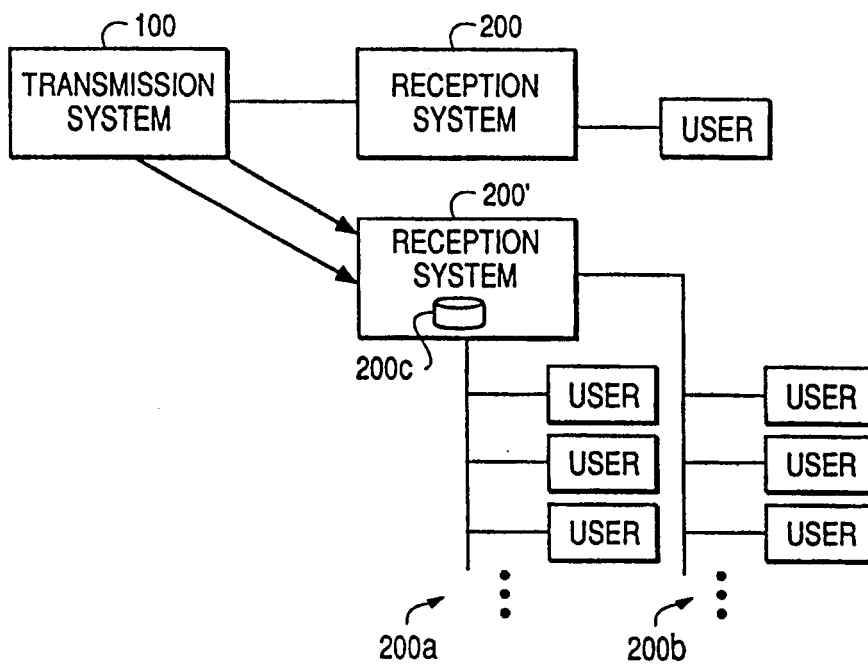 100
TRANSMISSION
SYSTEM
200
RECEPTION
SYSTEM
USER
200'
RECEPTION
SYSTEM
200c
USER
USER
USER
USER
USER
USER
200a
200b